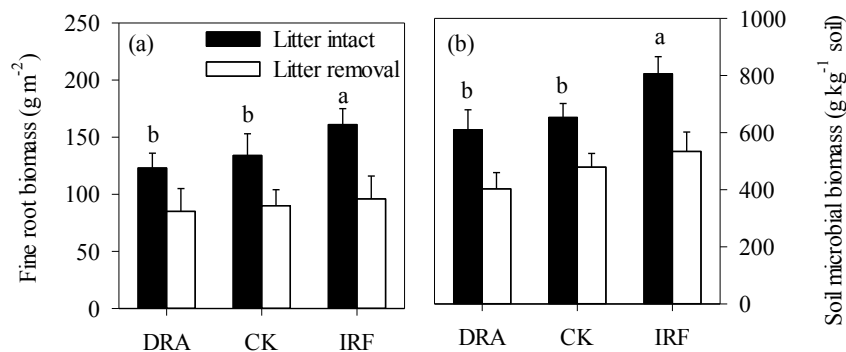 250
200
150
100
50
0
Fine root biomass (g m⁻²)
(a)
Litter intact
Litter removal
b
b
a
DRA
CK
IRF
(b)
b
b
a
DRA
CK
IRF
1000
800
600
400
200
0
Soil microbial biomass (g kg⁻¹ soil)